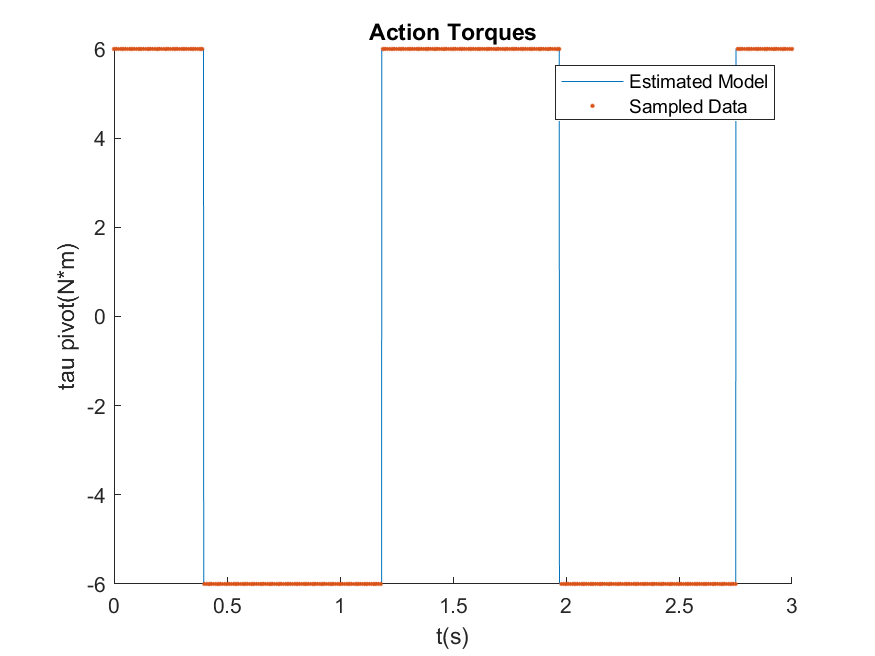 Action Torques
6
4
2
0
-2
-4
-6
tau pivot(N*m)
Estimated Model
Sampled Data
0
0.5
1
1.5
2
2.5
3
t(s)